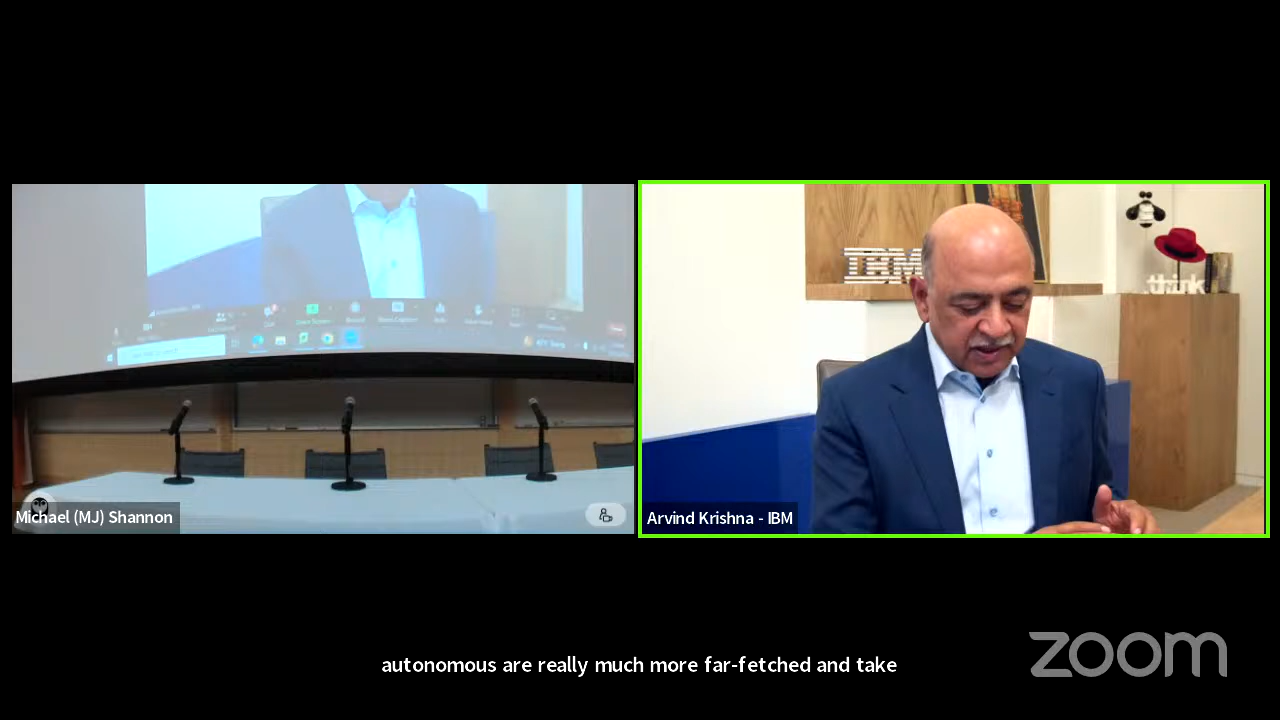 IBM
think
Michael (MJ) Shannon
Arvind Krishna - IBM
autonomous are really much more far-fetched and take
zoom